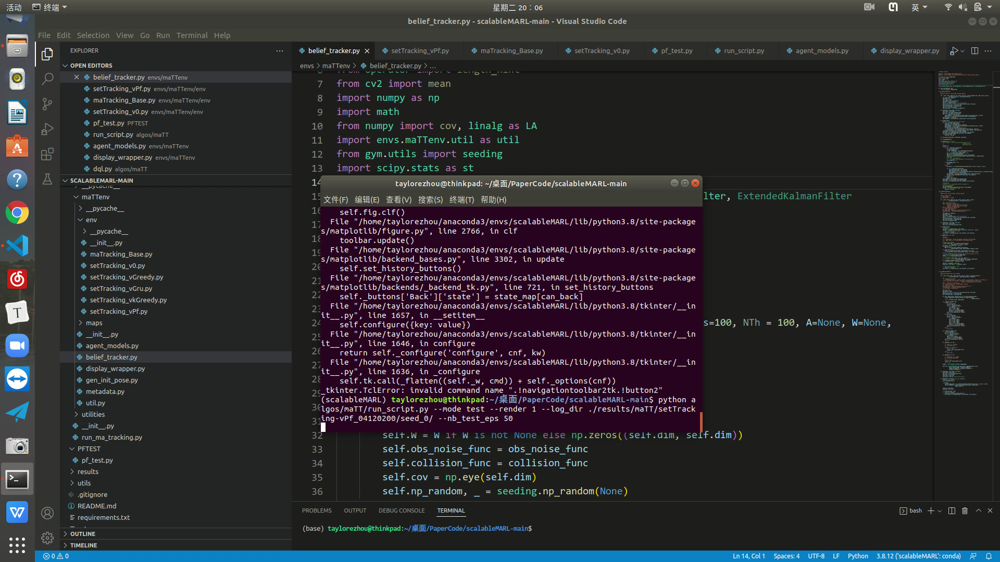 活动
终端
星期二 20：06
英
belief_tracker.py - scalableMARL-main - Visual Studio Code
File Edit Selection View Go Run Terminal Help
EXPLORER
OPEN EDITORS
belief_tracker.py envs/maTTenv
setTracking_vPf.py envs/maTTenv/env
maTracking_Base.py envs/maTTenv/env
setTracking_v0.py envs/maTTenv/env
pf_test.py PFTEST
run_script.py algos/maTT
agent_models.py envs/maTTenv
display_wrapper.py envs/maTTenv
dql.py algos/maTT
SCALABLEMARL-MAIN
__pycache__
maTTenv
__pycache__
env
__pycache__
__init__.py
maTracking_Base.py
setTracking_v0.py
setTracking_vGreedy.py
setTracking_vGru.py
setTracking_vkGreedy.py
setTracking_vPf.py
maps
__init__.py
agent_models.py
belief_tracker.py
display_wrapper.py
gen_init_pose.py
metadata.py
util.py
utilities
__init__.py
run_ma_tracking.py
PFTEST
pf_test.py
results
utils
.gitignore
README.md
requirements.txt
OUTLINE
TIMELINE
belief_tracker.py setTracking_vPf.py maTracking_Base.py setTracking_v0.py pf_test.py run_script.py agent_models.py display_wrapper.py
envs > maTTenv > belief_tracker.py > ...
6 from operator import length_hint
7 from cv2 import mean
8 import numpy as np
9 import math
10 from numpy import cov, linalg as LA
11 import envs.maTTenv.util as util
12 from gym.utils import seeding
13 import scipy.stats as st
14
15 lter, ExtendedKalmanFilter
16
17
18
19
20
21
22
23
24 s=100, NTh = 100, A=None, W=None,
25
26
27
28
29
30
31
32 self.W = W if W is not None else np.zeros((self.dim, self.dim))
33 self.obs_noise_func = obs_noise_func
34 self.collision_func = collision_func
35 self.cov = np.eye(self.dim)
36 self.np_random, _ = seeding.np_random(None)
taylorezhou@thinkpad: ~/桌面/PaperCode/scalableMARL-main
文件(F) 编辑(E) 查看(V) 搜索(S) 终端(T) 帮助(H)
self.fig.clf()
File "/home/taylorezhou/anaconda3/envs/scalableMARL/lib/python3.8/site-package
s/matplotlib/figure.py", line 2766, in clf
toolbar.update()
File "/home/taylorezhou/anaconda3/envs/scalableMARL/lib/python3.8/site-package
s/matplotlib/backend_bases.py", line 3302, in update
self.set_history_buttons()
File "/home/taylorezhou/anaconda3/envs/scalableMARL/lib/python3.8/site-package
s/matplotlib/backends/_backend_tk.py", line 721, in set_history_buttons
self._buttons['Back']['state'] = state_map[can_back]
File "/home/taylorezhou/anaconda3/envs/scalableMARL/lib/python3.8/tkinter/__in
it__.py", line 1657, in __setitem__
self.configure({key: value})
File "/home/taylorezhou/anaconda3/envs/scalableMARL/lib/python3.8/tkinter/__in
it__.py", line 1646, in configure
return self._configure('configure', cnf, kw)
File "/home/taylorezhou/anaconda3/envs/scalableMARL/lib/python3.8/tkinter/__in
it__.py", line 1636, in _configure
self.tk.call(_flatten((self._w, cmd)) + self._options(cnf))
_tkinter.TclError: invalid command name ".!navigationtoolbar2tk.!button2"
(scalableMARL) taylorezhou@thinkpad:~/桌面/PaperCode/scalableMARL-main$ python a
lgos/maTT/run_script.py --mode test --render 1 --log_dir ./results/maTT/setTrack
ing-vPf_04120200/seed_0/ --nb_test_eps 50
PROBLEMS OUTPUT DEBUG CONSOLE TERMINAL
bash
(base) taylorezhou@thinkpad:~/桌面/PaperCode/scalableMARL-main$
0 0
Ln 14, Col 1 Spaces: 4 UTF-8 LF Python 3.8.12 ('scalableMARL': conda)